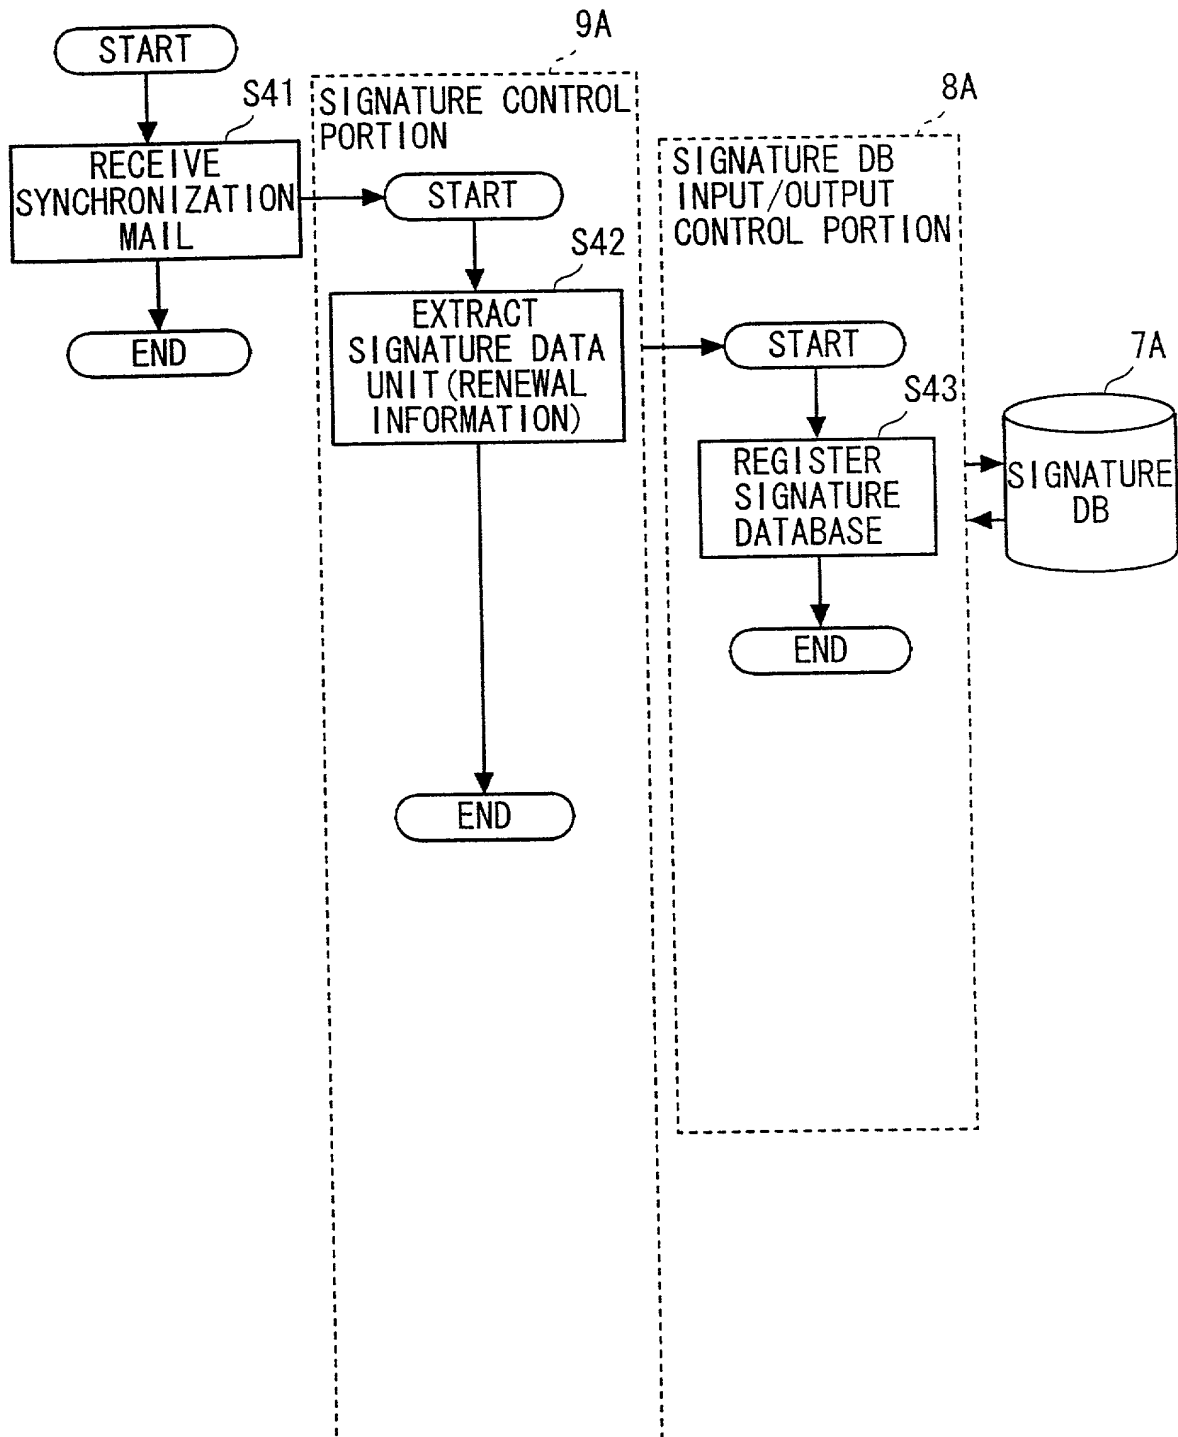 START
S41
RECEIVE
SYNCHRONIZATION
MAIL
END
9A
SIGNATURE CONTROL
PORTION
START
S42
EXTRACT
SIGNATURE DATA
UNIT(RENEWAL
INFORMATION)
END
8A
SIGNATURE DB
INPUT/OUTPUT
CONTROL PORTION
START
S43
REGISTER
SIGNATURE
DATABASE
END
7A
SIGNATURE
DB